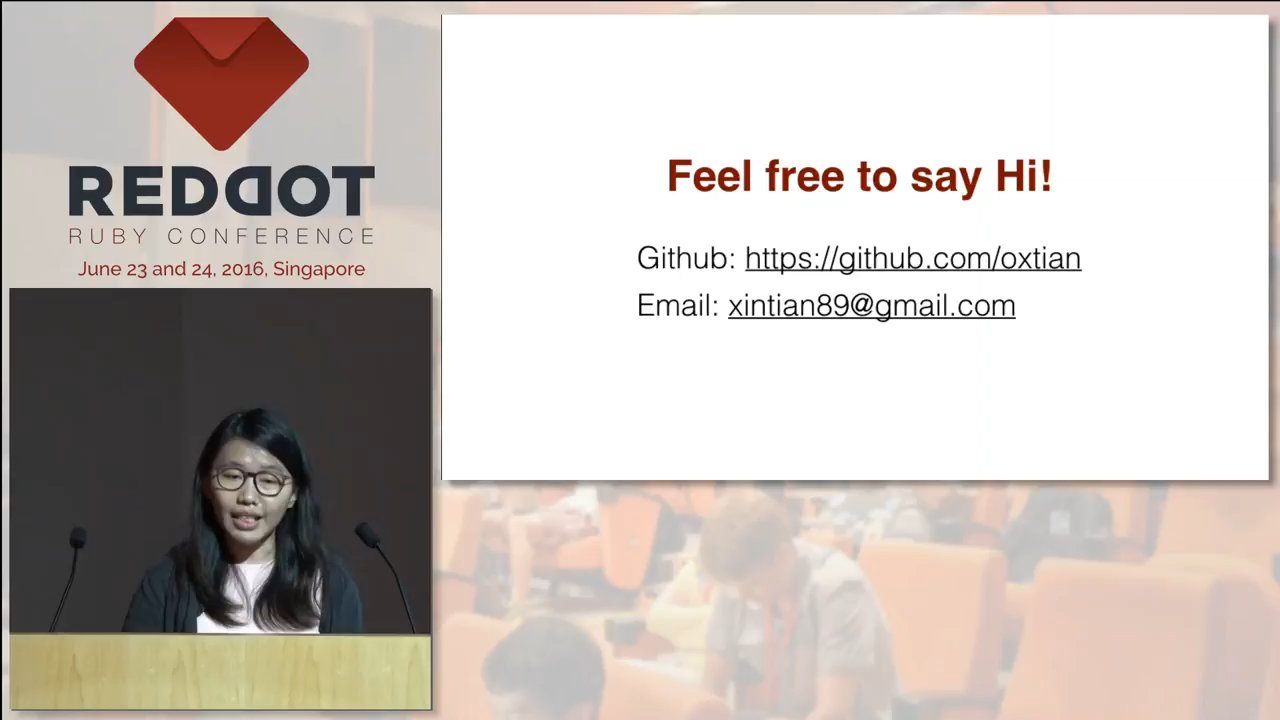 REDDOT
RUBY CONFERENCE
June 23 and 24, 2016, Singapore
Feel free to say Hi!
Github: https://github.com/oxtian
Email: xintian89@gmail.com